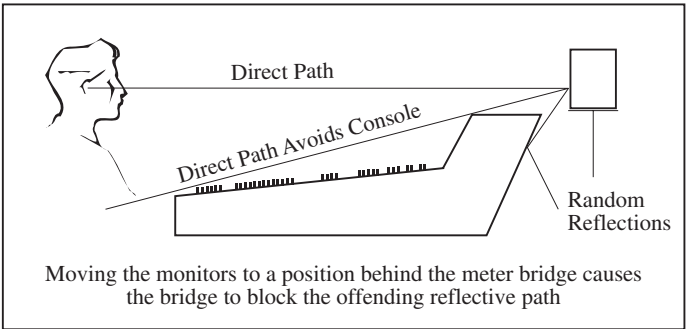 Direct Path
Direct Path Avoids Console
Random
Reflections
Moving the monitors to a position behind the meter bridge causes
the bridge to block the offending reflective path